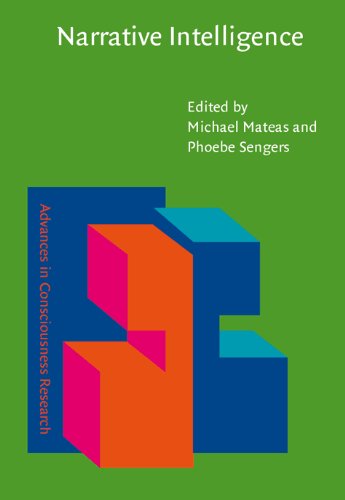 Narrative Intelligence
Edited by
Michael Mateas and
Phoebe Sengers
Advances in Consciousness Research